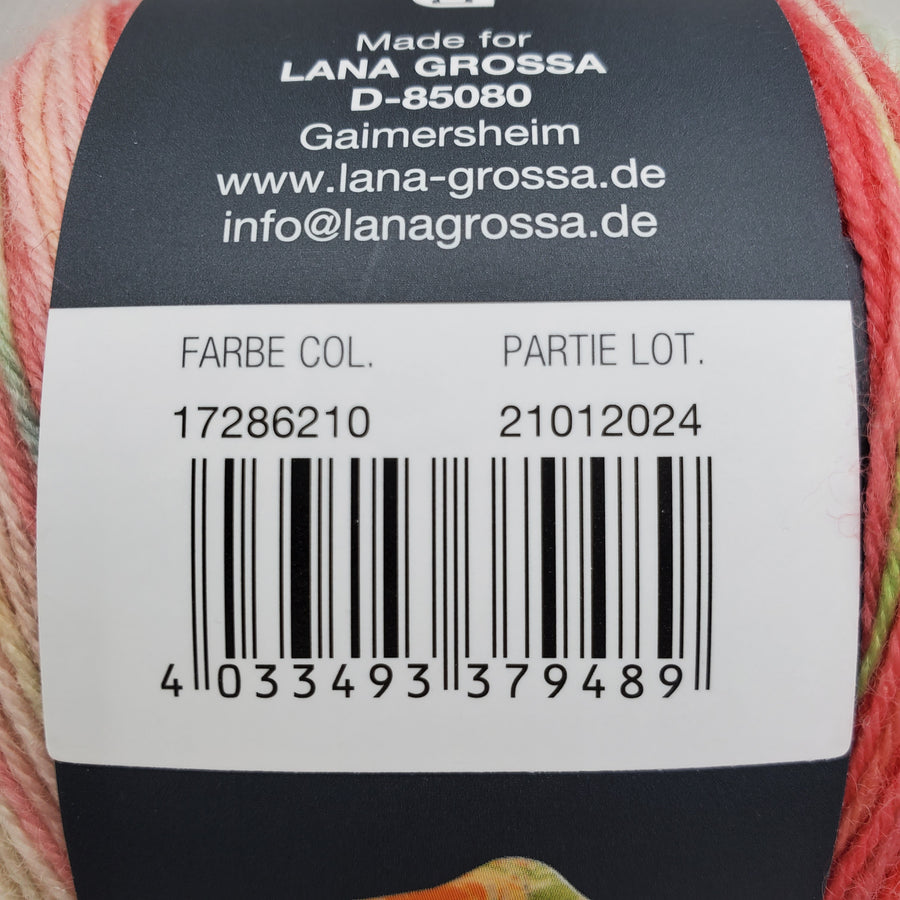 Made for
LANA GROSSA
D-85080
Gaimersheim
www.lana-grossa.de
info@lanagrossa.de
FARBE COL. PARTIE LOT.
17286210 21012024
4 033493 379489